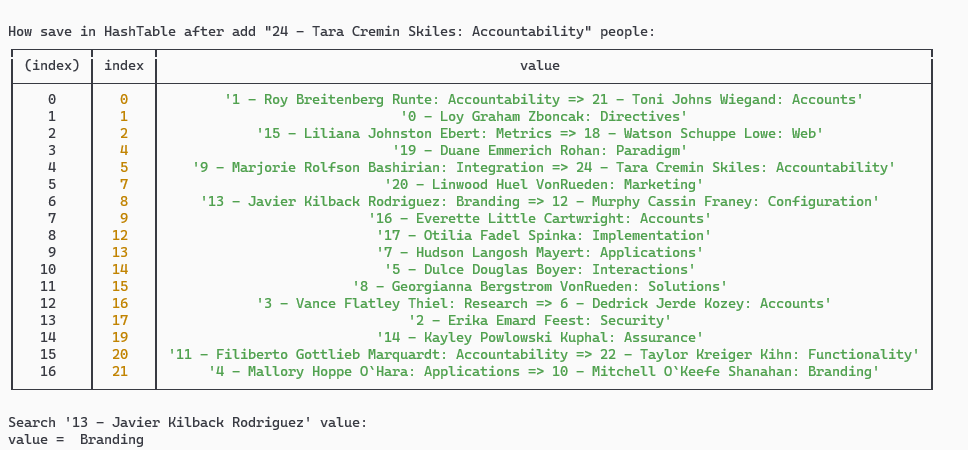 How save in HashTable after add "24 - Tara Cremin Skiles: Accountability" people:
(index) index value
0 0 '1 - Roy Breitenberg Runte: Accountability => 21 - Toni Johns Wiegand: Accounts'
1 1 '0 - Loy Graham Zboncak: Directives'
2 2 '15 - Liliana Johnston Ebert: Metrics => 18 - Watson Schuppe Lowe: Web'
3 4 '19 - Duane Emmerich Rohan: Paradigm'
4 5 '9 - Marjorie Rolfson Bashirian: Integration => 24 - Tara Cremin Skiles: Accountability'
5 7 '20 - Linwood Huel VonRueden: Marketing'
6 8 '13 - Javier Kilback Rodriguez: Branding => 12 - Murphy Cassin Franey: Configuration'
7 9 '16 - Everette Little Cartwright: Accounts'
8 12 '17 - Otilia Fadel Spinka: Implementation'
9 13 '7 - Hudson Langosh Mayert: Applications'
10 14 '5 - Dulce Douglas Boyer: Interactions'
11 15 '8 - Georgianna Bergstrom VonRueden: Solutions'
12 16 '3 - Vance Flatley Thiel: Research => 6 - Dedrick Jerde Kozey: Accounts'
13 17 '2 - Erika Emard Feest: Security'
14 19 '14 - Kayley Powlowski Kuphal: Assurance'
15 20 '11 - Filiberto Gottlieb Marquardt: Accountability => 22 - Taylor Kreiger Kihn: Functionality'
16 21 '4 - Mallory Hoppe O`Hara: Applications => 10 - Mitchell O`Keefe Shanahan: Branding'
Search '13 - Javier Kilback Rodriguez' value:
value =  Branding